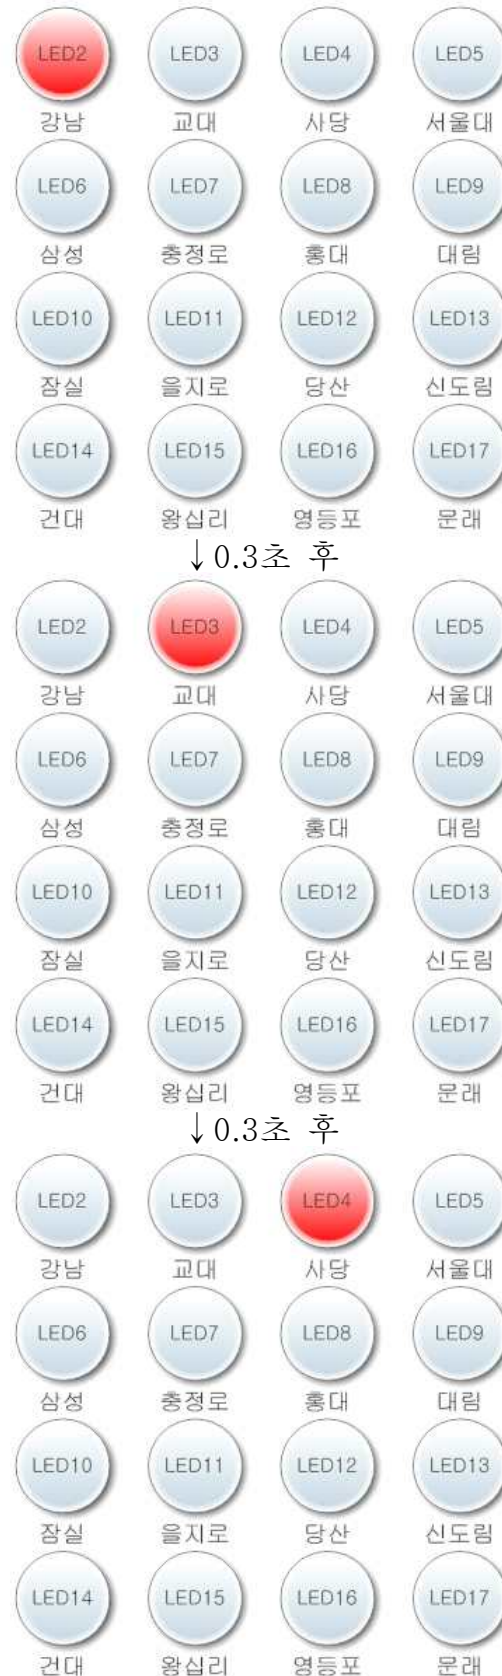 LED2 LED3 LED4 LED5
강남 교대 사당 서울대
LED6 LED7 LED8 LED9
삼성 충정로 홍대 대림
LED10 LED11 LED12 LED13
잠실 을지로 당산 신도림
LED14 LED15 LED16 LED17
건대 왕십리 영등포 문래
↓0.3초 후
LED2 LED3 LED4 LED5
강남 교대 사당 서울대
LED6 LED7 LED8 LED9
삼성 충정로 홍대 대림
LED10 LED11 LED12 LED13
잠실 을지로 당산 신도림
LED14 LED15 LED16 LED17
건대 왕십리 영등포 문래
↓0.3초 후
LED2 LED3 LED4 LED5
강남 교대 사당 서울대
LED6 LED7 LED8 LED9
삼성 충정로 홍대 대림
LED10 LED11 LED12 LED13
잠실 을지로 당산 신도림
LED14 LED15 LED16 LED17
건대 왕십리 영등포 문래